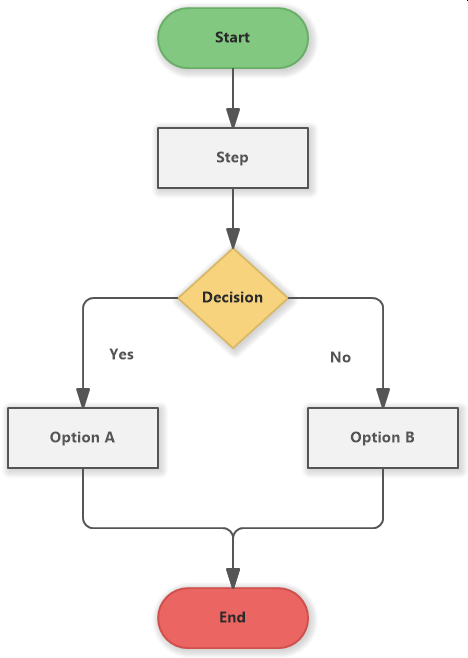 Start
Step
Decision
Yes
No
Option A
Option B
End